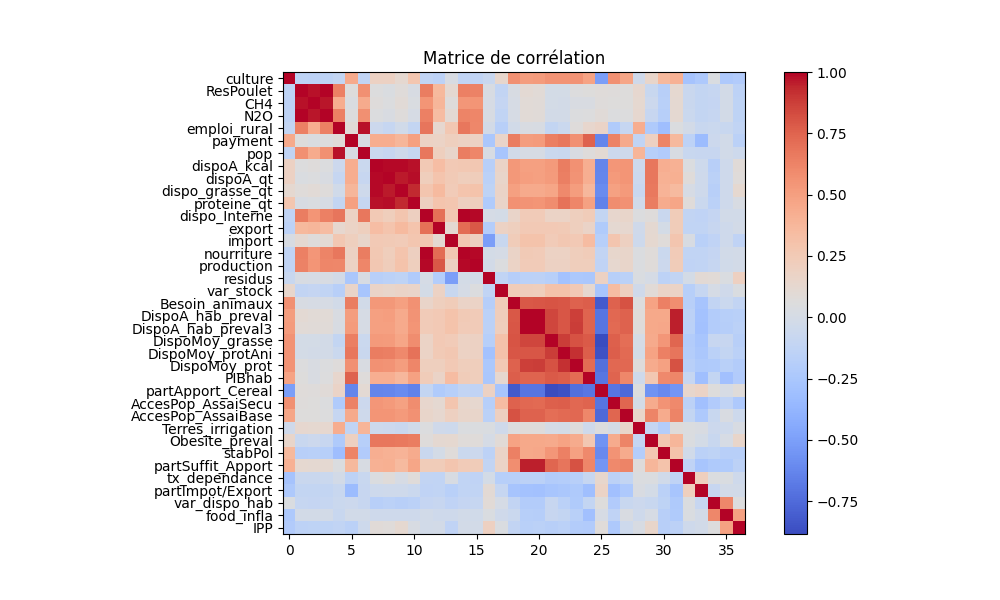 Matrice de corrélation
culture
ResPoulet
CH4
N2O
emploi_rural
payment
pop
dispoA_kcal
dispoA_qt
dispo_grasse_qt
proteine_qt
dispo_Interne
export
import
nourriture
production
residus
var_stock
Besoin_animaux
DispoA_hab_preval
DispoA_hab_preval3
DispoMoy_grasse
DispoMoy_protAni
DispoMoy_prot
PIBhab
partApport_Cereal
AccesPop_AssaiSecu
AccesPop_AssaiBase
Terres_irrigation
Obesite_preval
stabPol
partSuffit_Apport
tx_dependance
partImpot/Export
var_dispo_hab
food_infla
IPP
0 5 10 15 20 25 30 35
1.00
0.75
0.50
0.25
0.00
−0.25
−0.50
−0.75